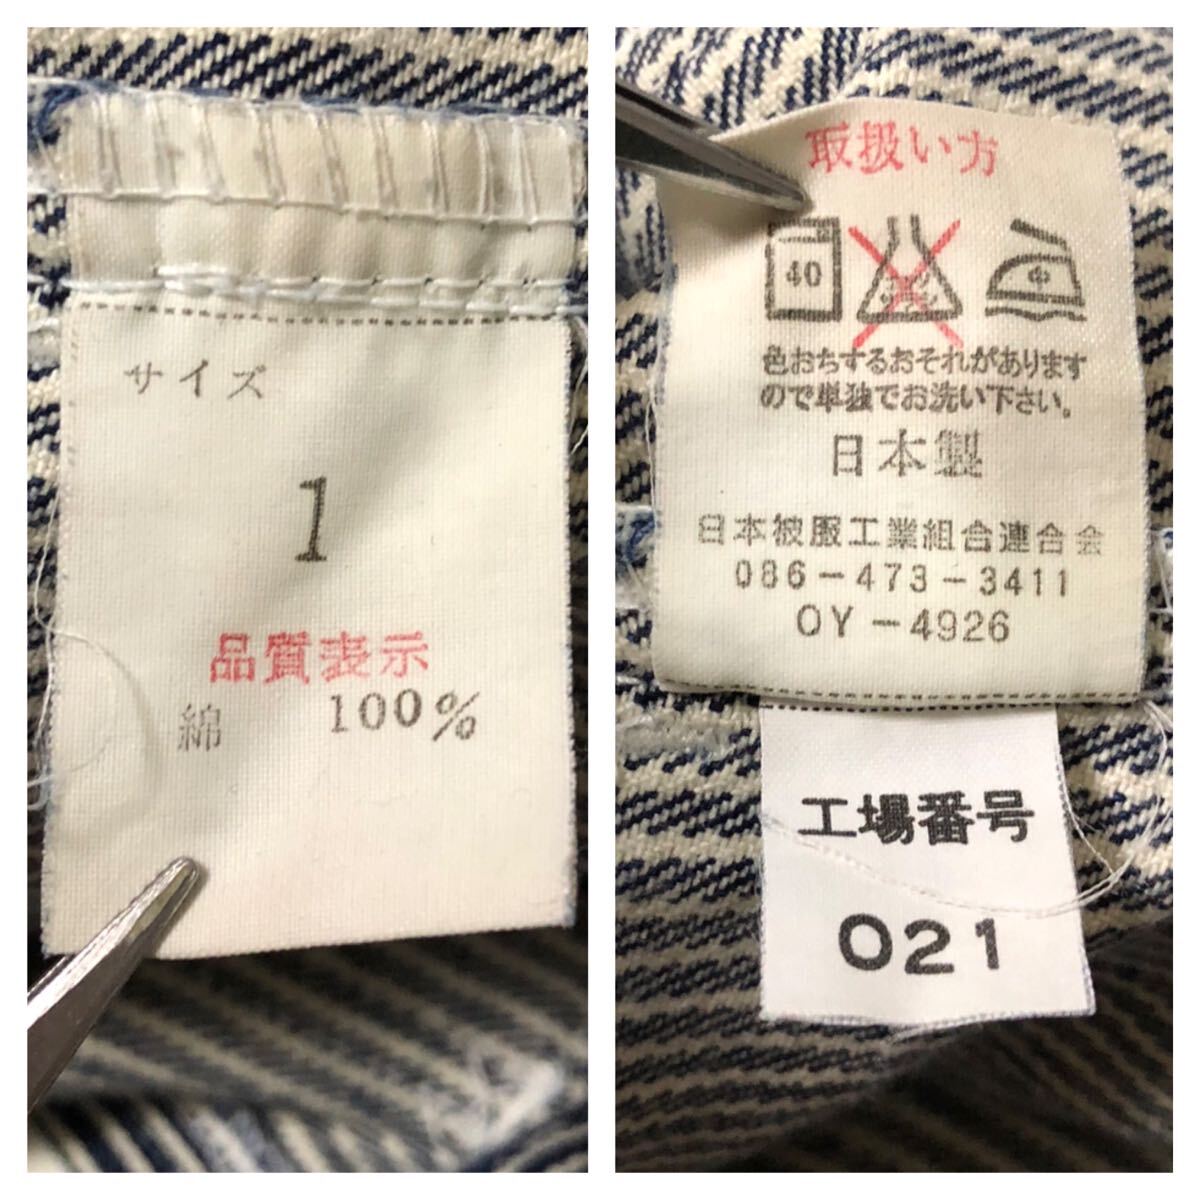 サイズ
1
品質表示
綿 100%
取扱い方
40
色おちするおそれがあります
ので単独でお洗い下さい。
日本製
日本被服工業組合連合会
086-473-3411
OY-4926
工場番号
021